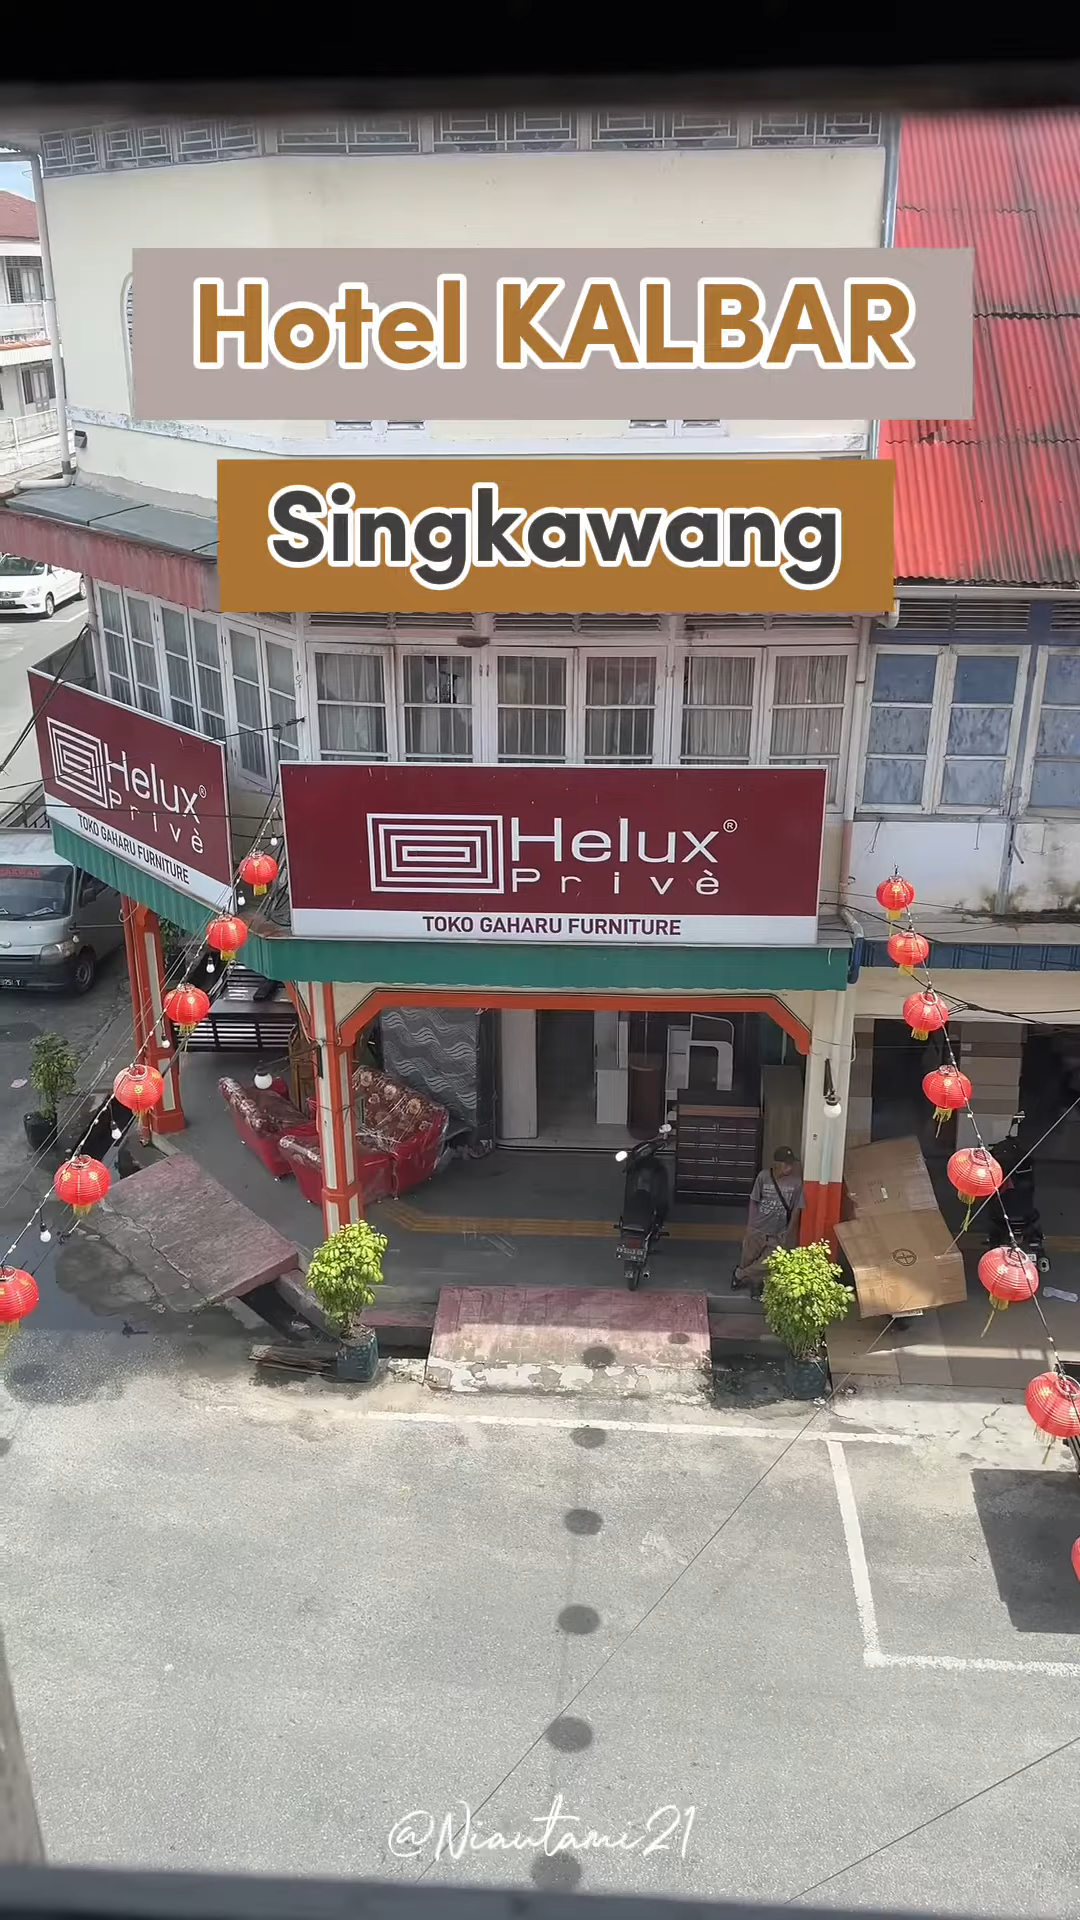 Hotel KALBAR
Singkawang
Helux®
Privè
TOKO GAHARU FURNITURE
Helux®
Privè
TOKO GAHARU FURNITURE
@Niautami21